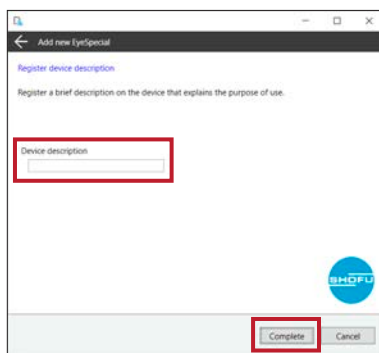 Add new EyeSpecial
Register device description
Register a brief description on the device that explains the purpose of use.
Device description
SHOFU
Complete
Cancel